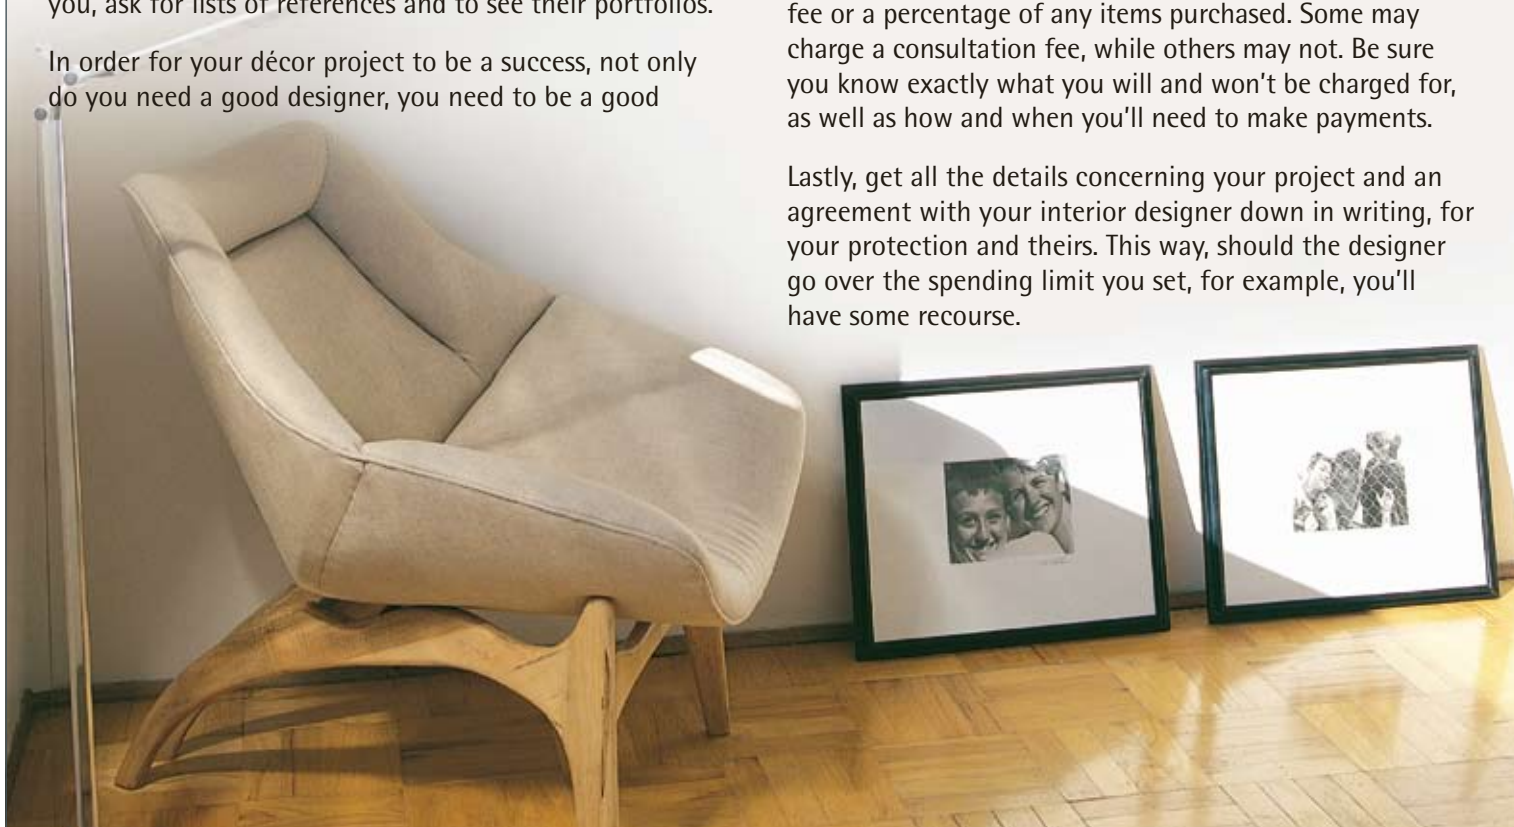 you, ask for lists of references and to see their portfolios.
In order for your décor project to be a success, not only
do you need a good designer, you need to be a good
fee or a percentage of any items purchased. Some may
charge a consultation fee, while others may not. Be sure
you know exactly what you will and won't be charged for,
as well as how and when you'll need to make payments.
Lastly, get all the details concerning your project and an
agreement with your interior designer down in writing, for
your protection and theirs. This way, should the designer
go over the spending limit you set, for example, you'll
have some recourse.